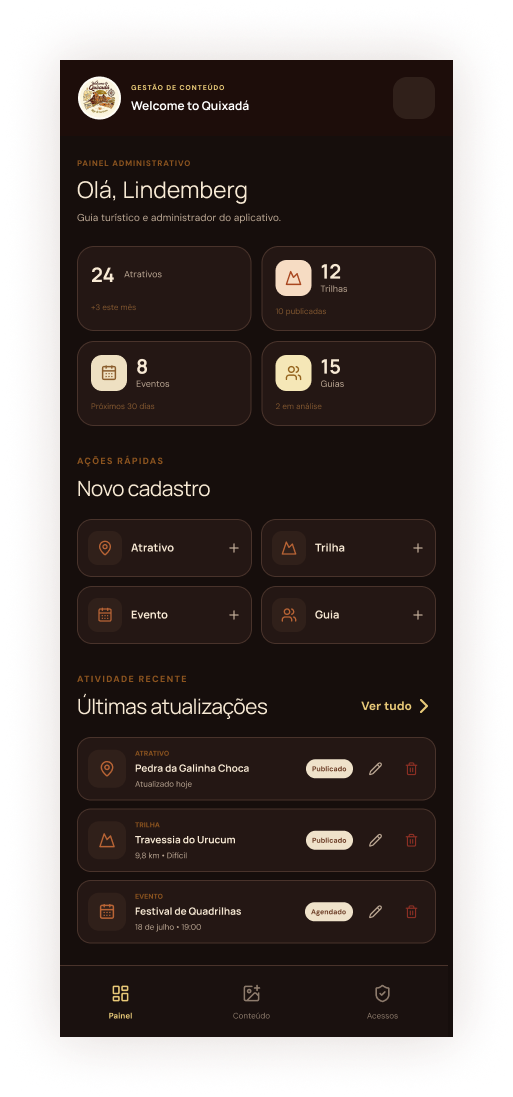 Welcome to
Quixadá
GESTÃO DE CONTEÚDO
Welcome to Quixadá
PAINEL ADMINISTRATIVO
Olá, Lindemberg
Guia turístico e administrador do aplicativo.
24 Atrativos
+3 este mês
12
Trilhas
10 publicadas
8
Eventos
Próximos 30 dias
15
Guias
2 em análise
AÇÕES RÁPIDAS
Novo cadastro
Atrativo
Trilha
Evento
Guia
ATIVIDADE RECENTE
Últimas atualizações
Ver tudo
ATRATIVO
Pedra da Galinha Choca
Atualizado hoje
Publicado
TRILHA
Travessia do Urucum
9,8 km • Difícil
Publicado
EVENTO
Festival de Quadrilhas
18 de julho • 19:00
Agendado
Painel
Conteúdo
Acessos